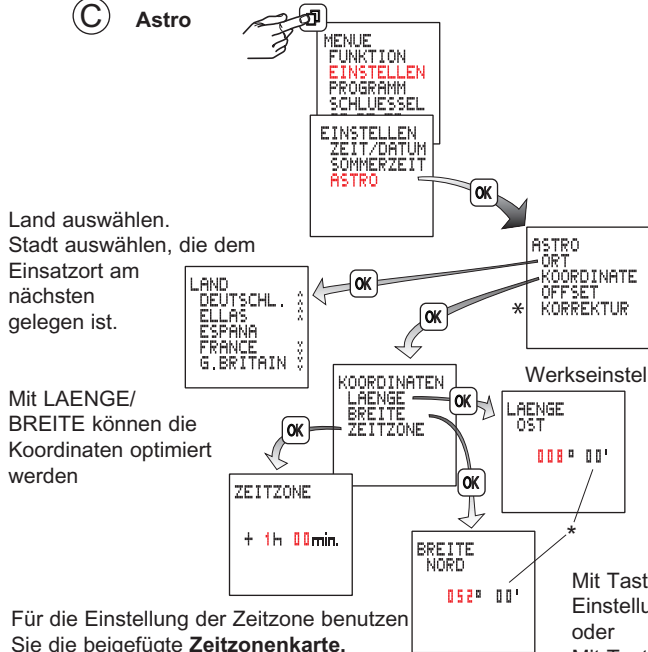 C Astro
MENUE
FUNKTION
EINSTELLEN
PROGRAMM
SCHLUESSEL
EINSTELLEN
ZEIT/DATUM
SOMMERZEIT
ASTRO
OK
Land auswählen.
Stadt auswählen, die dem
Einsatzort am
nächsten
gelegen ist.
LAND
DEUTSCHL.
ELLAS
ESPANA
FRANCE
G.BRITAIN
OK
ASTRO
ORT
KOORDINATE
OFFSET
* KORREKTUR
OK
Werkseinstel
Mit LAENGE/
BREITE können die
Koordinaten optimiert
werden
KOORDINATEN
LAENGE
BREITE
ZEITZONE
OK
OK
OK
LAENGE
OST
008° 00'
ZEITZONE
+ 1h 00min.
BREITE
NORD
052° 00'
*
Mit Tast
Einstellu
oder
Für die Einstellung der Zeitzone benutzen
Sie die beigefügte Zeitzonenkarte.
Mit Tast